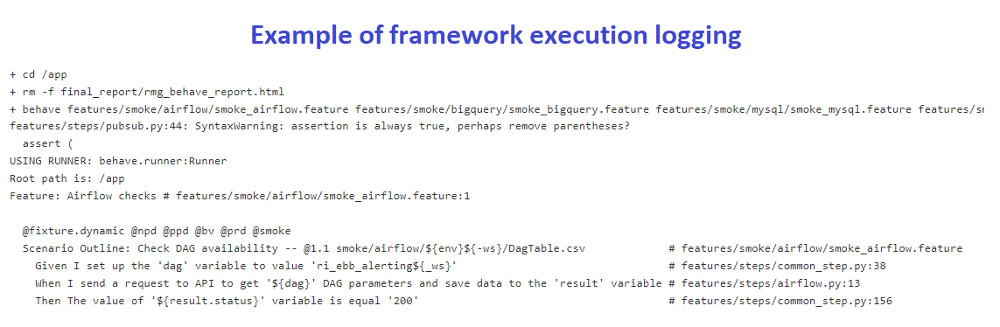 Example of framework execution logging
+ cd /app
+ rm -f final_report/rmg_behave_report.html
+ behave features/smoke/airflow/smoke_airflow.feature features/smoke/bigquery/smoke_bigquery.feature features/smoke/mysql/smoke_mysql.feature features/sm
features/steps/pubsub.py:44: SyntaxWarning: assertion is always true, perhaps remove parentheses?
assert (
USING RUNNER: behave.runner:Runner
Root path is: /app
Feature: Airflow checks # features/smoke/airflow/smoke_airflow.feature:1
@fixture.dynamic @npd @ppd @bv @prd @smoke
Scenario Outline: Check DAG availability -- @1.1 smoke/airflow/${env}${-ws}/DagTable.csv # features/smoke/airflow/smoke_airflow.feature
Given I set up the 'dag' variable to value 'ri_ebb_alerting${_ws}' # features/steps/common_step.py:38
When I send a request to API to get '${dag}' DAG parameters and save data to the 'result' variable # features/steps/airflow.py:13
Then The value of '${result.status}' variable is equal '200' # features/steps/common_step.py:156